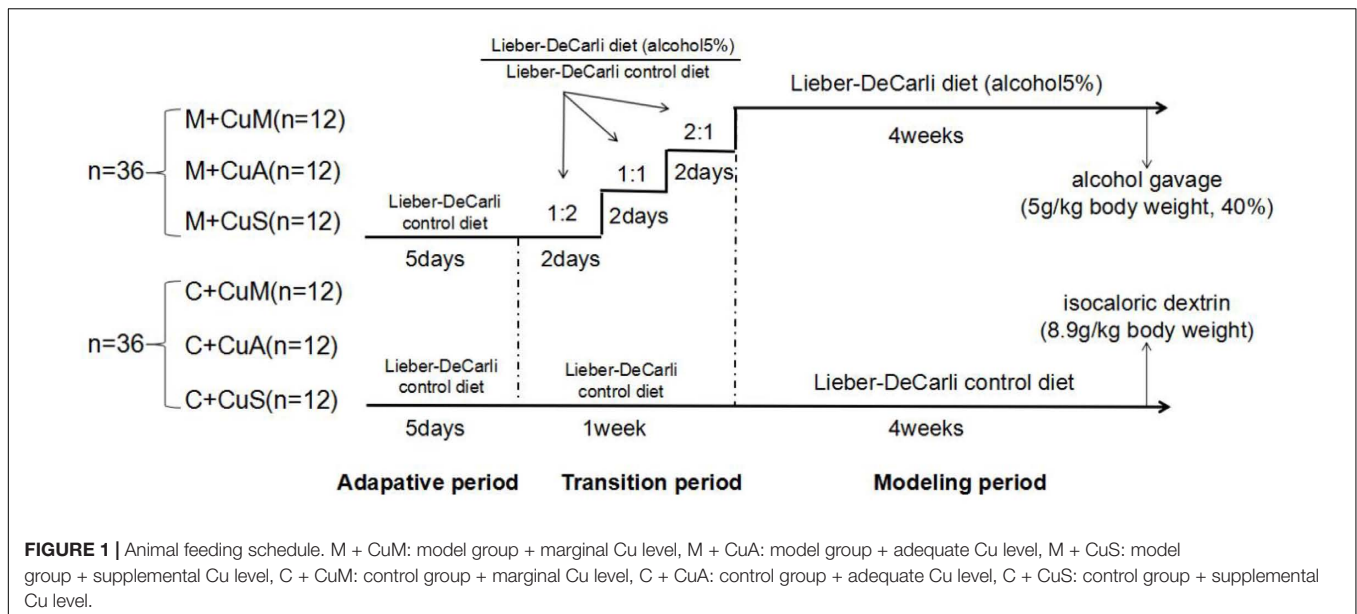 Lieber-DeCarli diet (alcohol5%)
Lieber-DeCarli control diet
Lieber-DeCarli diet (alcohol5%)
M+CuM(n=12)
n=36
M+CuA(n=12)
M+CuS(n=12)
Lieber-DeCarli
control diet
1:2
1:1
2:1
5days
2days
2days
2days
4weeks
alcohol gavage
(5g/kg body weight, 40%)
C+CuM(n=12)
n=36
C+CuA(n=12)
C+CuS(n=12)
Lieber-DeCarli
control diet
Lieber-DeCarli
control diet
Lieber-DeCarli control diet
isocaloric dextrin
(8.9g/kg body weight)
5days
1week
4weeks
Adapative period
Transition period
Modeling period
FIGURE 1 | Animal feeding schedule. M + CuM: model group + marginal Cu level, M + CuA: model group + adequate Cu level, M + CuS: model
group + supplemental Cu level, C + CuM: control group + marginal Cu level, C + CuA: control group + adequate Cu level, C + CuS: control group + supplemental
Cu level.